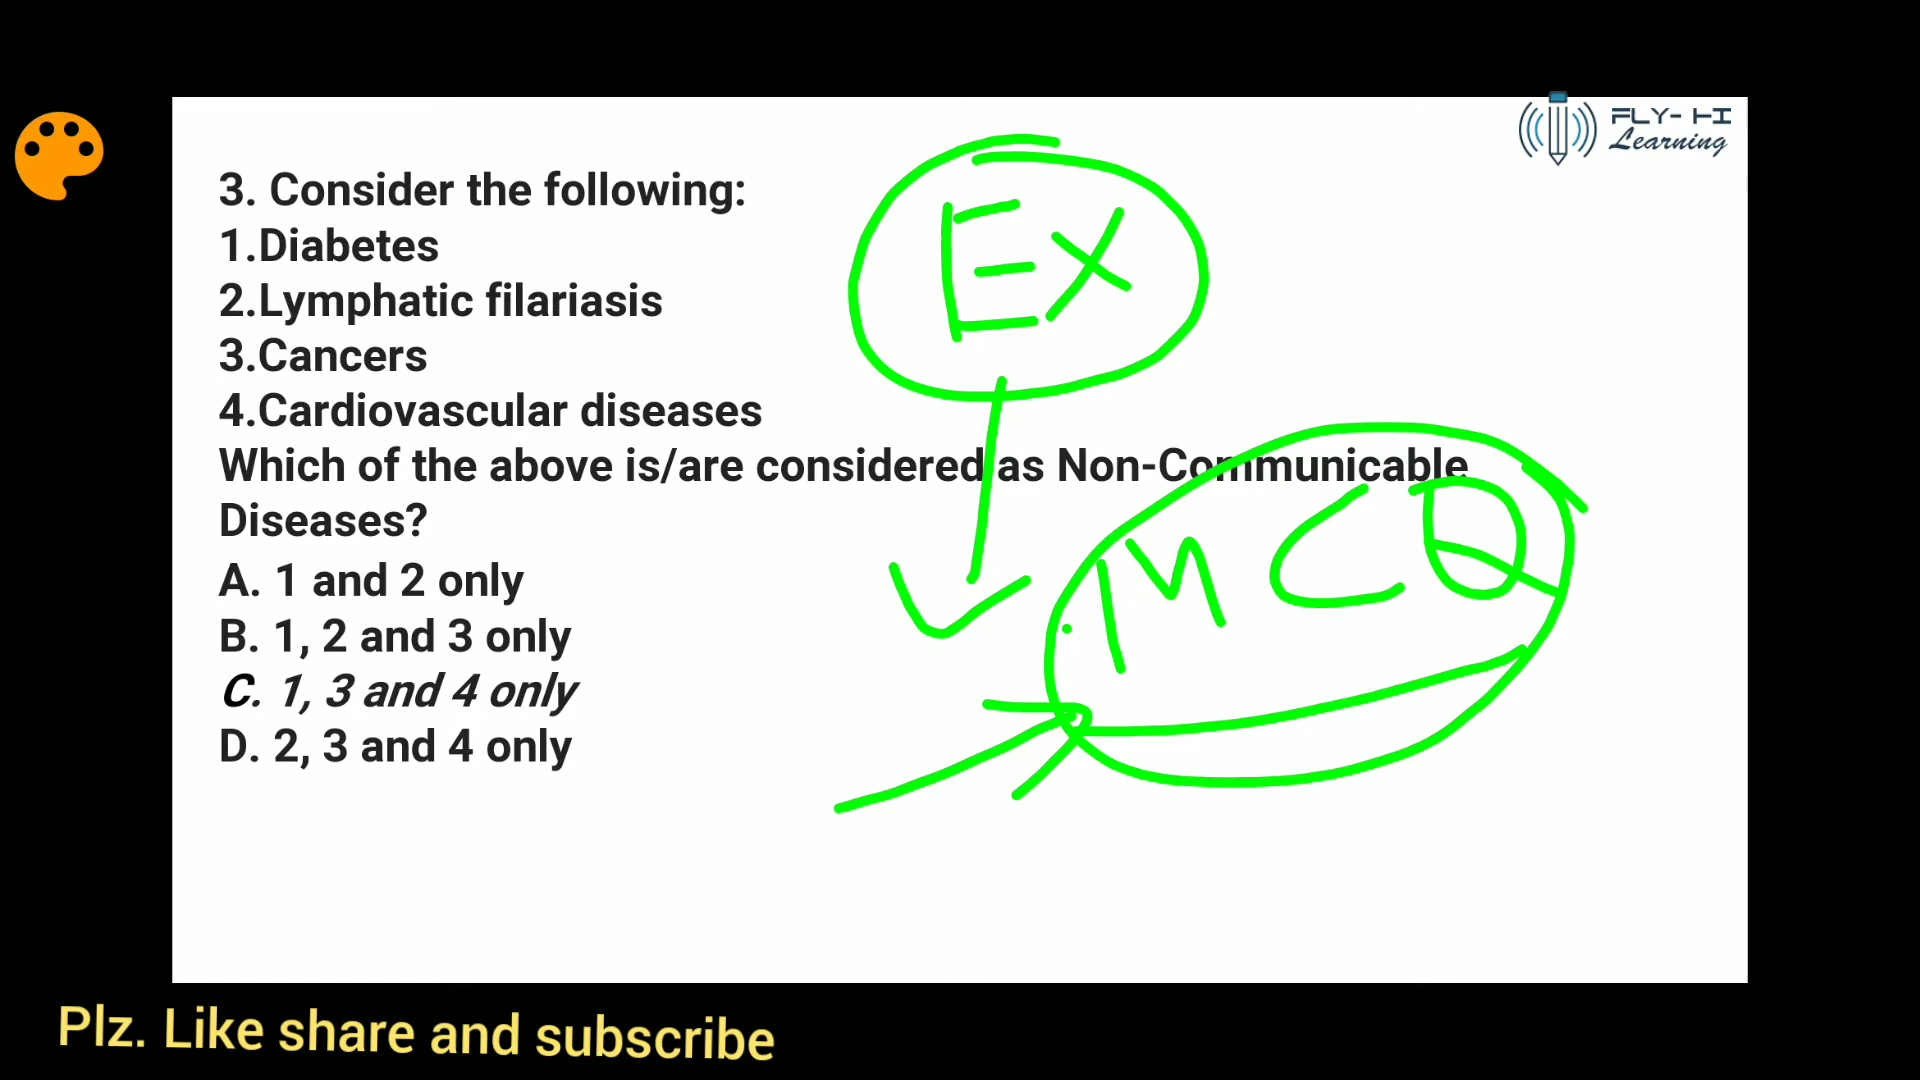 FLY-HI
Learning
3. Consider the following:
1.Diabetes
2.Lymphatic filariasis
3.Cancers
4.Cardiovascular diseases
Which of the above is/are considered as Non-Communicable
Diseases?
A. 1 and 2 only
B. 1, 2 and 3 only
C. 1, 3 and 4 only
D. 2, 3 and 4 only
Ex
MCQ
Plz. Like share and subscribe